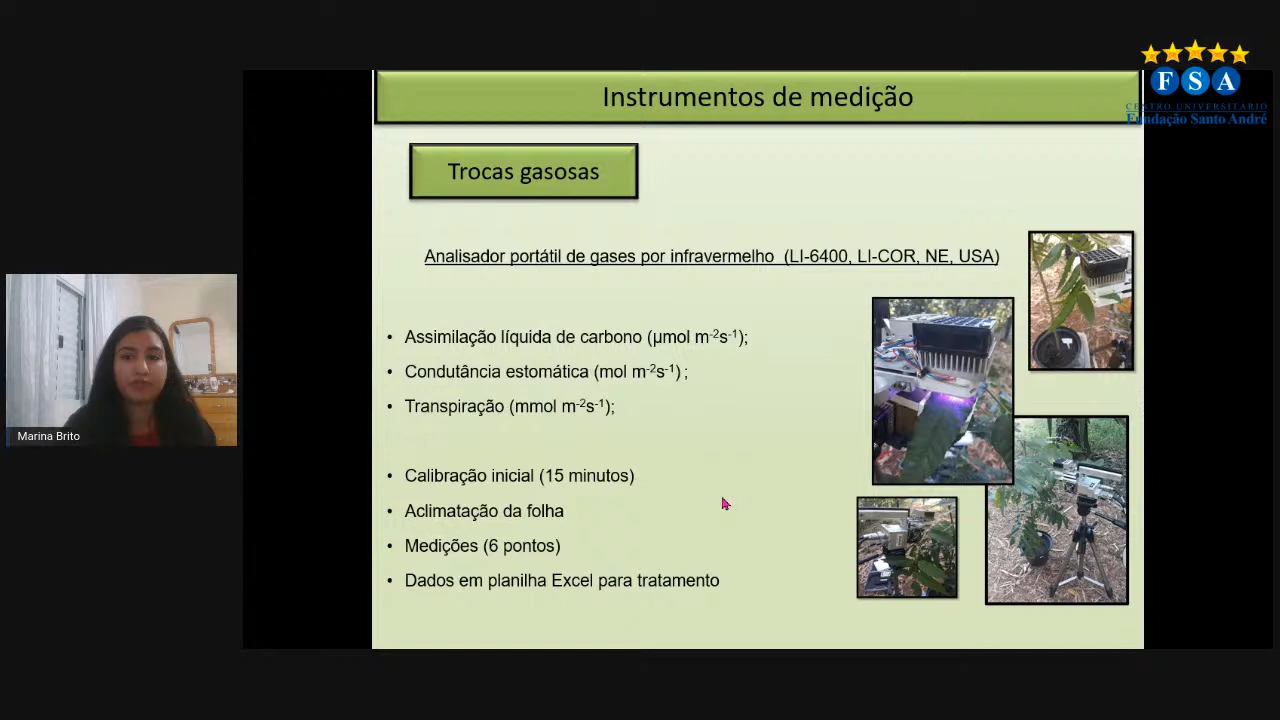 Instrumentos de medição
F S A
CENTRO UNIVERSITARIO
Fundação Santo André
Trocas gasosas
Analisador portátil de gases por infravermelho (LI-6400, LI-COR, NE, USA)
• Assimilação líquida de carbono (µmol m⁻²s⁻¹);
• Condutância estomática (mol m⁻²s⁻¹) ;
• Transpiração (mmol m⁻²s⁻¹);
Marina Brito
• Calibração inicial (15 minutos)
• Aclimatação da folha
• Medições (6 pontos)
• Dados em planilha Excel para tratamento